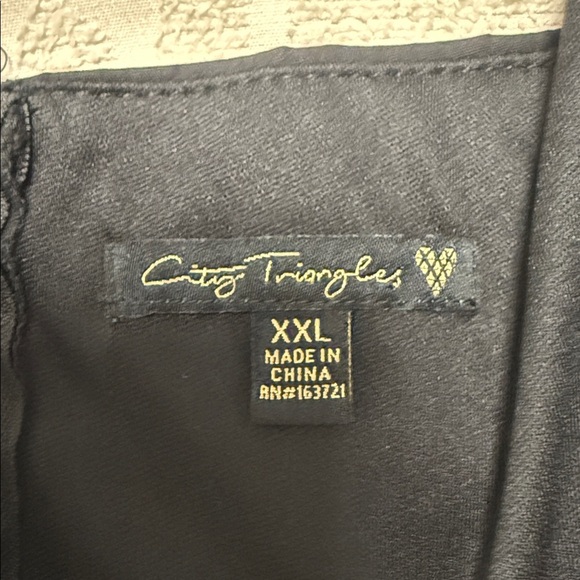 City Triangles
XXL
MADE IN
CHINA
RN#163721